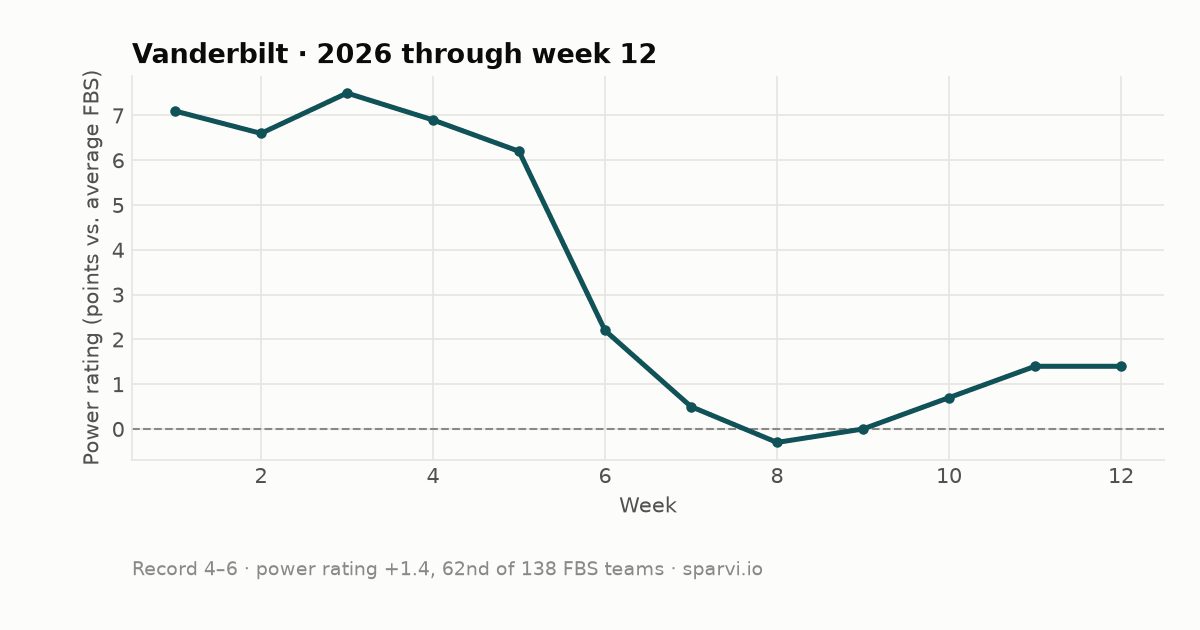 Vanderbilt · 2026 through week 12
Power rating (points vs. average FBS)
7
6
5
4
3
2
1
0
2 4 6 8 10 12
Week
Record 4–6 · power rating +1.4, 62nd of 138 FBS teams · sparvi.io